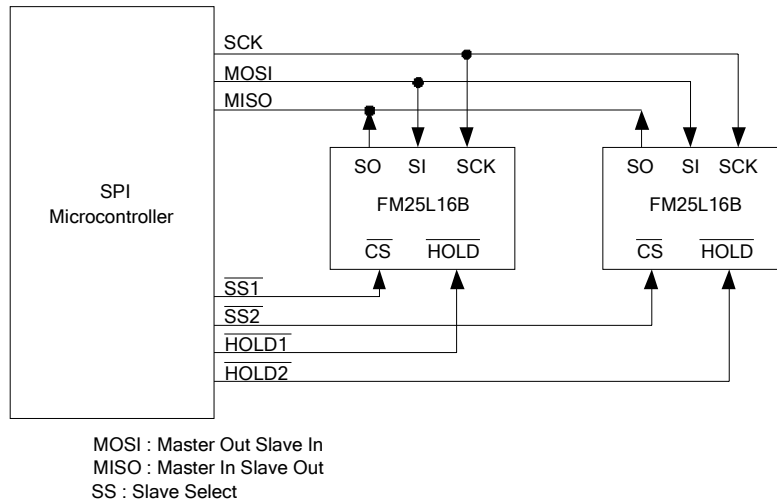 SCK
MOSI
MISO
SO SI SCK
SO SI SCK
SPI
Microcontroller
FM25L16B
FM25L16B
CS HOLD
CS HOLD
SS1
SS2
HOLD1
HOLD2
MOSI : Master Out Slave In
MISO : Master In Slave Out
SS : Slave Select